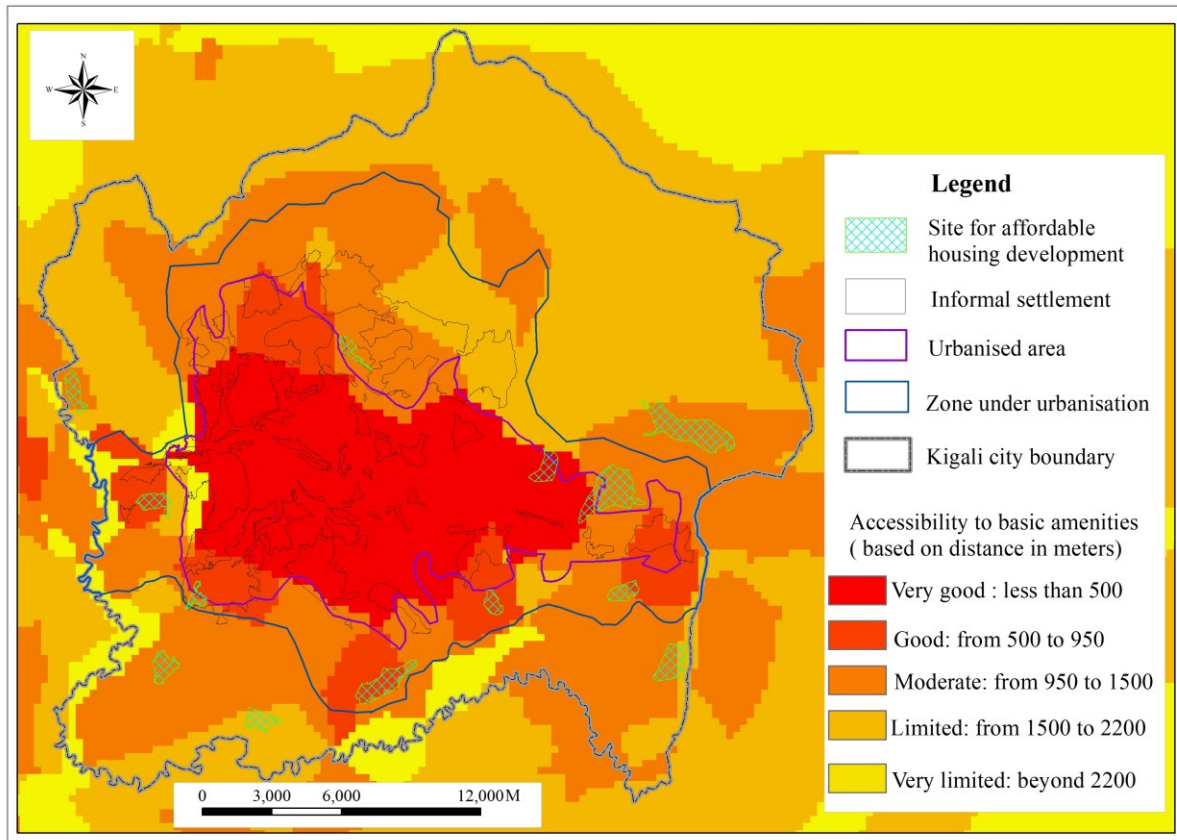 N
W E
S
Legend
Site for affordable
housing development
Informal settlement
Urbanised area
Zone under urbanisation
Kigali city boundary
Accessibility to basic amenities
( based on distance in meters)
Very good : less than 500
Good: from 500 to 950
Moderate: from 950 to 1500
Limited: from 1500 to 2200
Very limited: beyond 2200
0 3,000 6,000 12,000M